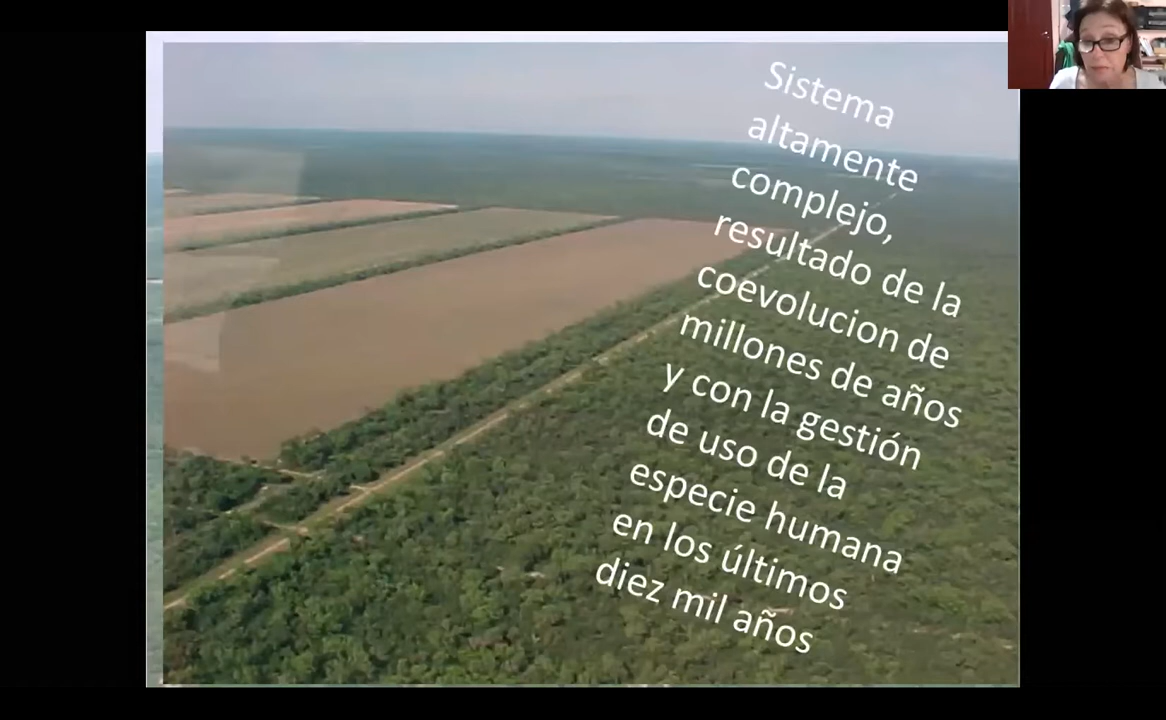 Sistema
altamente
complejo,
resultado de la
coevolucion de
millones de años
y con la gestión
de uso de la
especie humana
en los últimos
diez mil años